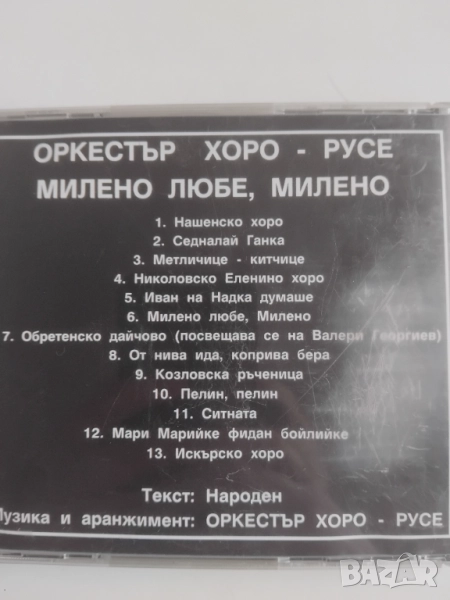 ОРКЕСТЪР ХОРО - РУСЕ
МИЛЕНО ЛЮБЕ, МИЛЕНО
1. Нашенско хоро
2. Седналай Ганка
3. Метличице - китчице
4. Николовско Еленино хоро
5. Иван на Надка думаше
6. Милено любе, Милено
7. Обретенско дайчово (посвещава се на Валери Георгиев)
8. От нива ида, коприва бера
9. Козловска ръченица
10. Пелин, пелин
11. Ситната
12. Мари Марийке фидан бойлийке
13. Искърско хоро
Текст: Народен
Музика и аранжимент: ОРКЕСТЪР ХОРО - РУСЕ
BAZAR